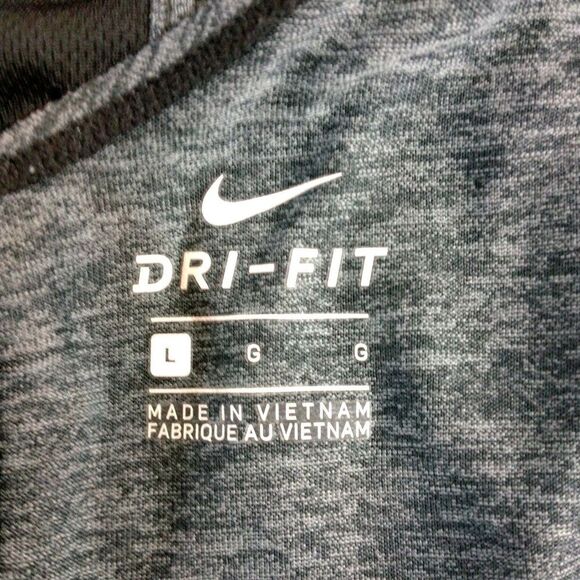 DRI-FIT
L G G
MADE IN VIETNAM
FABRIQUE AU VIETNAM